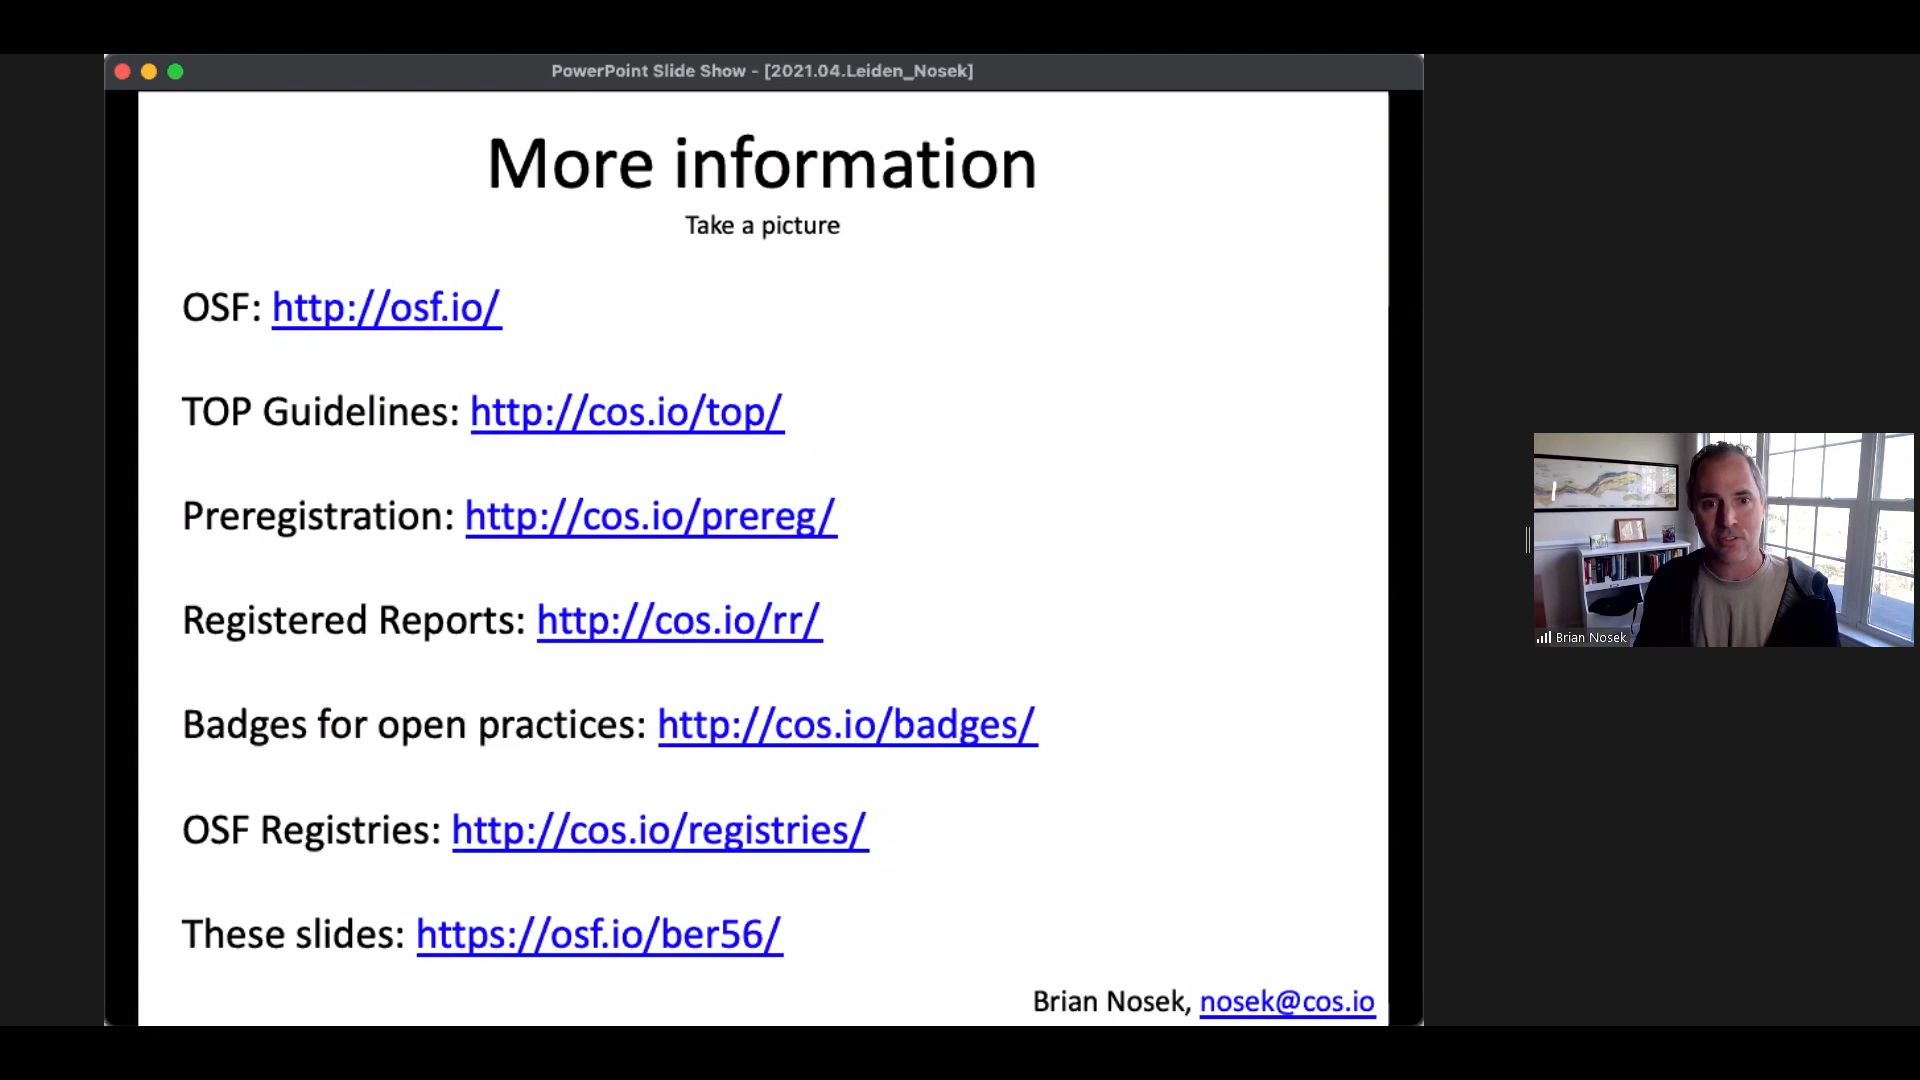 PowerPoint Slide Show - [2021.04.Leiden_Nosek]
More information
Take a picture
OSF: http://osf.io/
TOP Guidelines: http://cos.io/top/
Preregistration: http://cos.io/prereg/
Registered Reports: http://cos.io/rr/
Badges for open practices: http://cos.io/badges/
OSF Registries: http://cos.io/registries/
These slides: https://osf.io/ber56/
Brian Nosek, nosek@cos.io
Brian Nosek